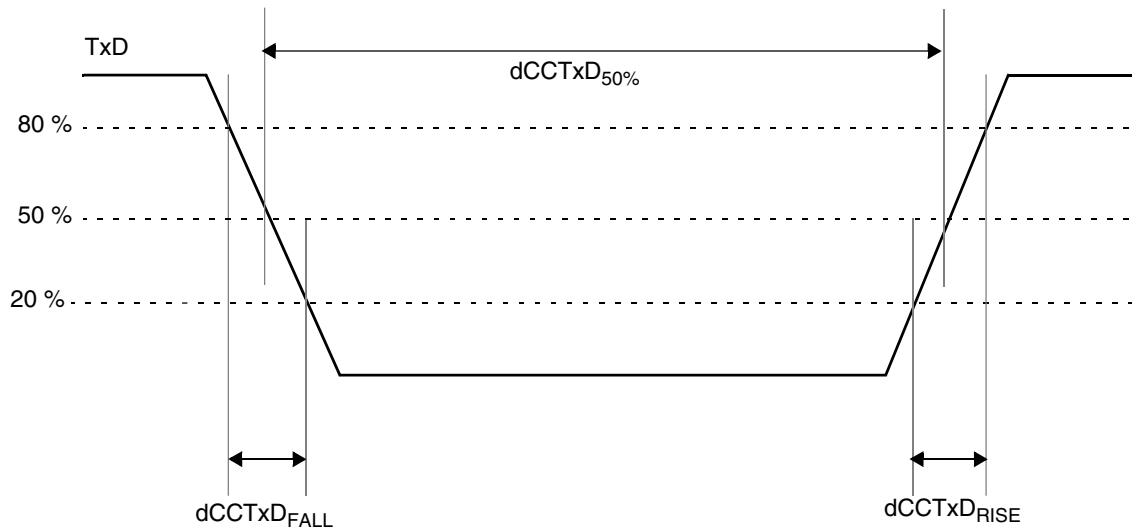 TxD
dCCTxD50%
80 %
50 %
20 %
dCCTxDFALL
dCCTxDRISE